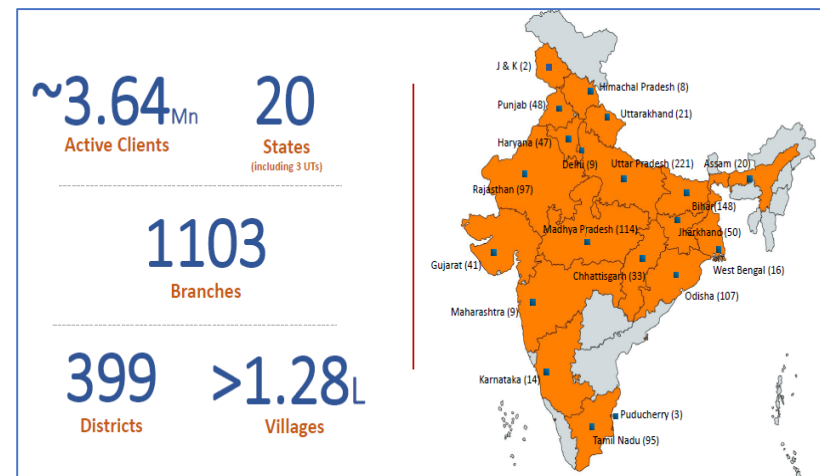 ~3.64Mn
Active Clients
20
States
(including 3 UTs)
1103
Branches
399
Districts
>1.28L
Villages
J & K (2)
Himachal Pradesh (8)
Punjab (48)
Uttarakhand (21)
Haryana (47)
Delhi (9)
Uttar Pradesh (221)
Assam (20)
Rajasthan (97)
Bihar(148)
Madhya Pradesh (114)
Jharkhand (50)
Gujarat (41)
Chhattisgarh (33)
West Bengal (16)
Odisha (107)
Maharashtra (9)
Karnataka (14)
Puducherry (3)
Tamil Nadu (95)